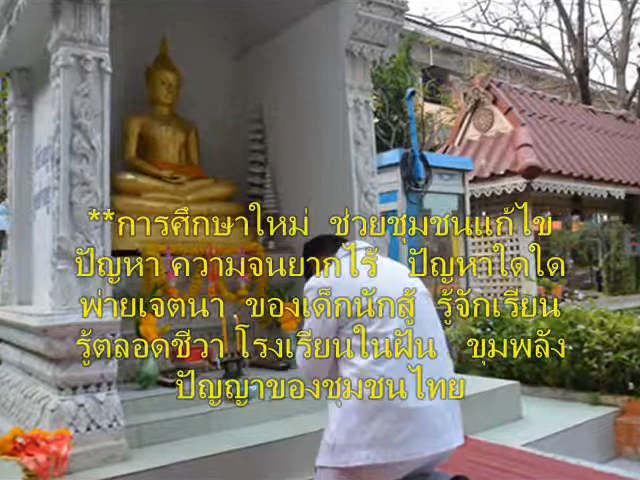 **การศึกษาใหม่ ช่วยชุมชนแก้ไข
ปัญหา ความจนยากไร้ ปัญหาใดใด
พ่ายเจตนา ของเด็กนักสู้ รู้จักเรียน
รู้ตลอดชีวา โรงเรียนในฝัน ขุมพลัง
ปัญญาของชุมชนไทย